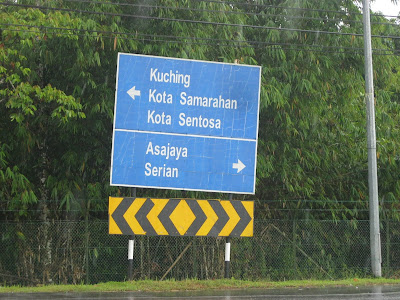 Kuching
Kota Samarahan
Kota Sentosa
Asajaya
Serian